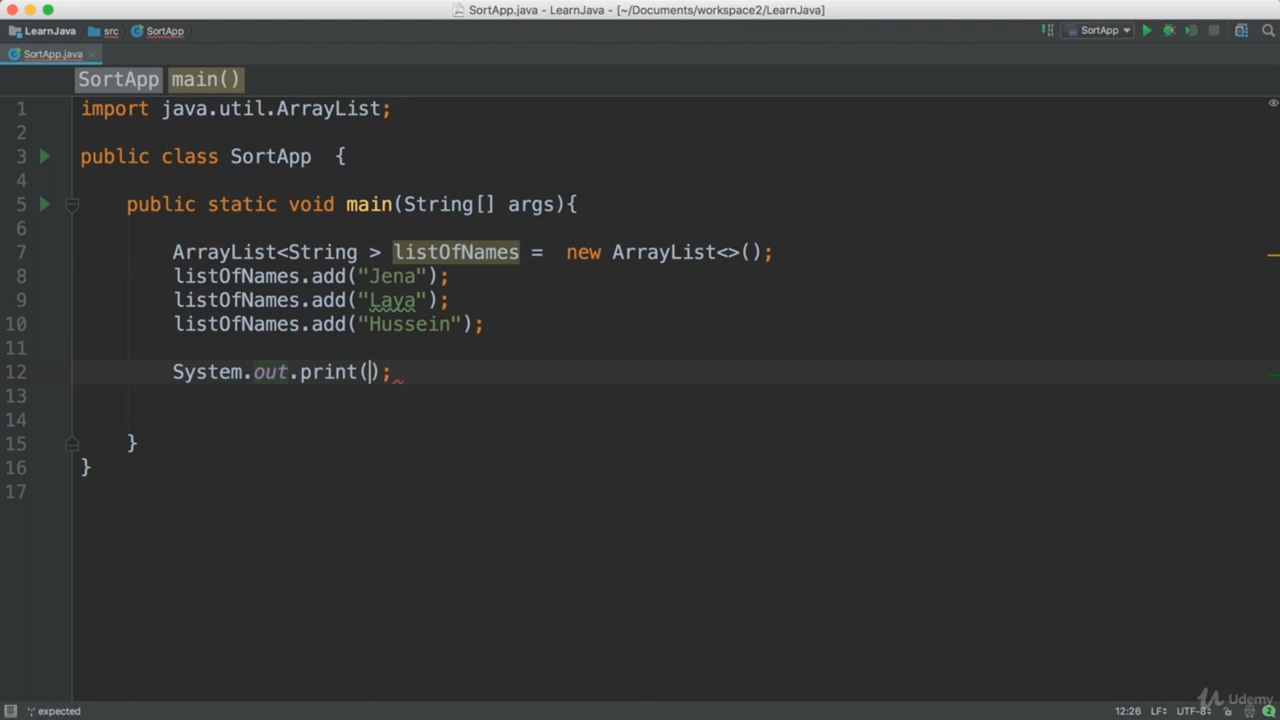 SortApp.java - LearnJava - [~/Documents/workspace2/LearnJava]
LearnJava src SortApp SortApp
SortApp.java
SortApp main()
1 import java.util.ArrayList;
2
3 public class SortApp {
4
5 public static void main(String[] args){
6
7 ArrayList<String > listOfNames = new ArrayList<>();
8 listOfNames.add("Jena");
9 listOfNames.add("Laya");
10 listOfNames.add("Hussein");
11
12 System.out.print();
13
14
15 }
16 }
17
Udemy
';' expected 12:26 LF UTF-8 2